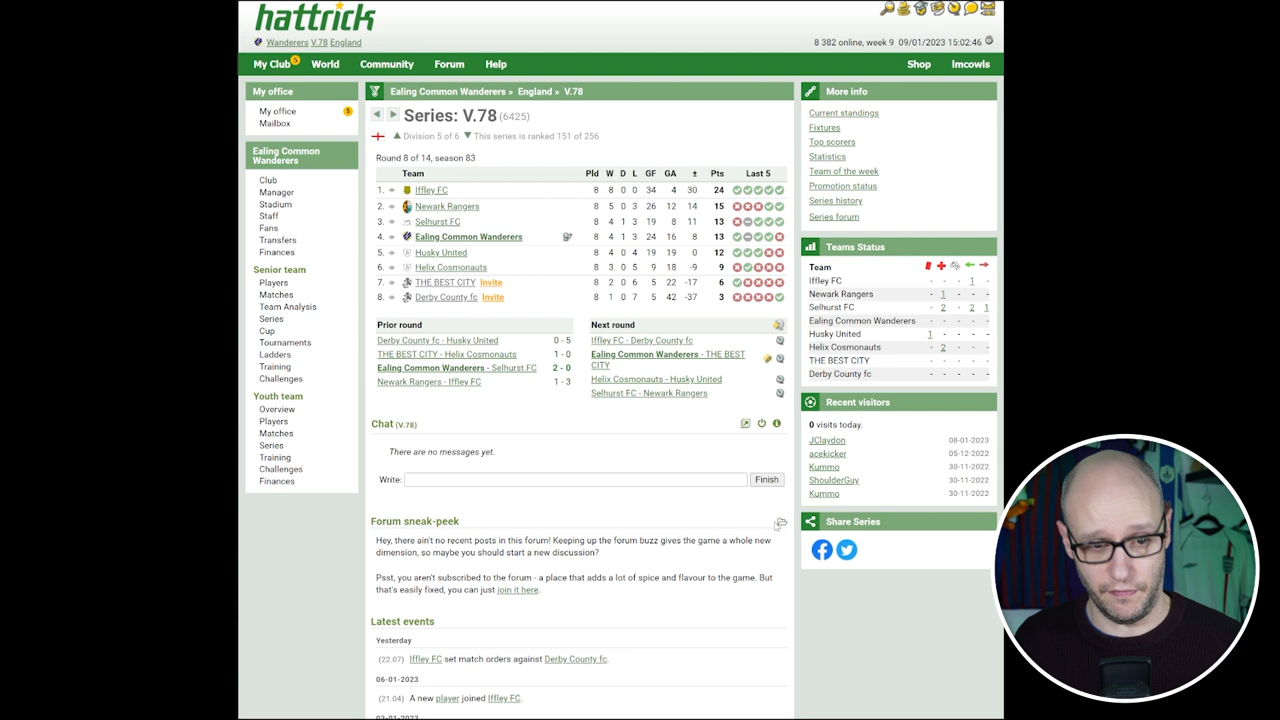 hattrick
Wanderers V.78 England
8 382 online, week 9 09/01/2023 15:02:46
My Club 5 World Community Forum Help Shop lmcowls
My office
My office 5
Mailbox
Ealing Common
Wanderers
Club
Manager
Stadium
Staff
Fans
Transfers
Finances
Senior team
Players
Matches
Team Analysis
Series
Cup
Tournaments
Ladders
Training
Challenges
Youth team
Overview
Players
Matches
Series
Training
Challenges
Finances
Ealing Common Wanderers » England » V.78
Series: V.78 (6425)
Division 5 of 6 This series is ranked 151 of 256
Round 8 of 14, season 83
Team Pld W D L GF GA ± Pts Last 5
1. Iffley FC 8 8 0 0 34 4 30 24
2. Newark Rangers 8 5 0 3 26 12 14 15
3. Selhurst FC 8 4 1 3 19 8 11 13
4. Ealing Common Wanderers 8 4 1 3 24 16 8 13
5. Husky United 8 4 0 4 19 19 0 12
6. Helix Cosmonauts 8 3 0 5 9 18 -9 9
7. THE BEST CITY Invite 8 2 0 6 5 22 -17 6
8. Derby County fc Invite 8 1 0 7 5 42 -37 3
Prior round
Derby County fc - Husky United 0 - 5
THE BEST CITY - Helix Cosmonauts 1 - 0
Ealing Common Wanderers - Selhurst FC 2 - 0
Newark Rangers - Iffley FC 1 - 3
Next round
Iffley FC - Derby County fc
Ealing Common Wanderers - THE BEST
CITY
Helix Cosmonauts - Husky United
Selhurst FC - Newark Rangers
Chat (V.78)
There are no messages yet.
Write: Finish
Forum sneak-peek
Hey, there ain't no recent posts in this forum! Keeping up the forum buzz gives the game a whole new
dimension, so maybe you should start a new discussion?
Psst, you aren't subscribed to the forum - a place that adds a lot of spice and flavour to the game. But
that's easily fixed, you can just join it here.
Latest events
Yesterday
(22.07) Iffley FC set match orders against Derby County fc.
06-01-2023
(21.04) A new player joined Iffley FC.
03-01-2023
More info
Current standings
Fixtures
Top scorers
Statistics
Team of the week
Promotion status
Series history
Series forum
Teams Status
Team
Iffley FC - - - 1 -
Newark Rangers - 1 - - -
Selhurst FC - 2 - 2 1
Ealing Common Wanderers - - - - -
Husky United 1 - - - -
Helix Cosmonauts - 2 - - -
THE BEST CITY - - - - -
Derby County fc - - - - -
Recent visitors
0 visits today.
JClaydon 08-01-2023
acekicker 05-12-2022
Kummo 30-11-2022
ShoulderGuy 30-11-2022
Kummo 30-11-2022
Share Series